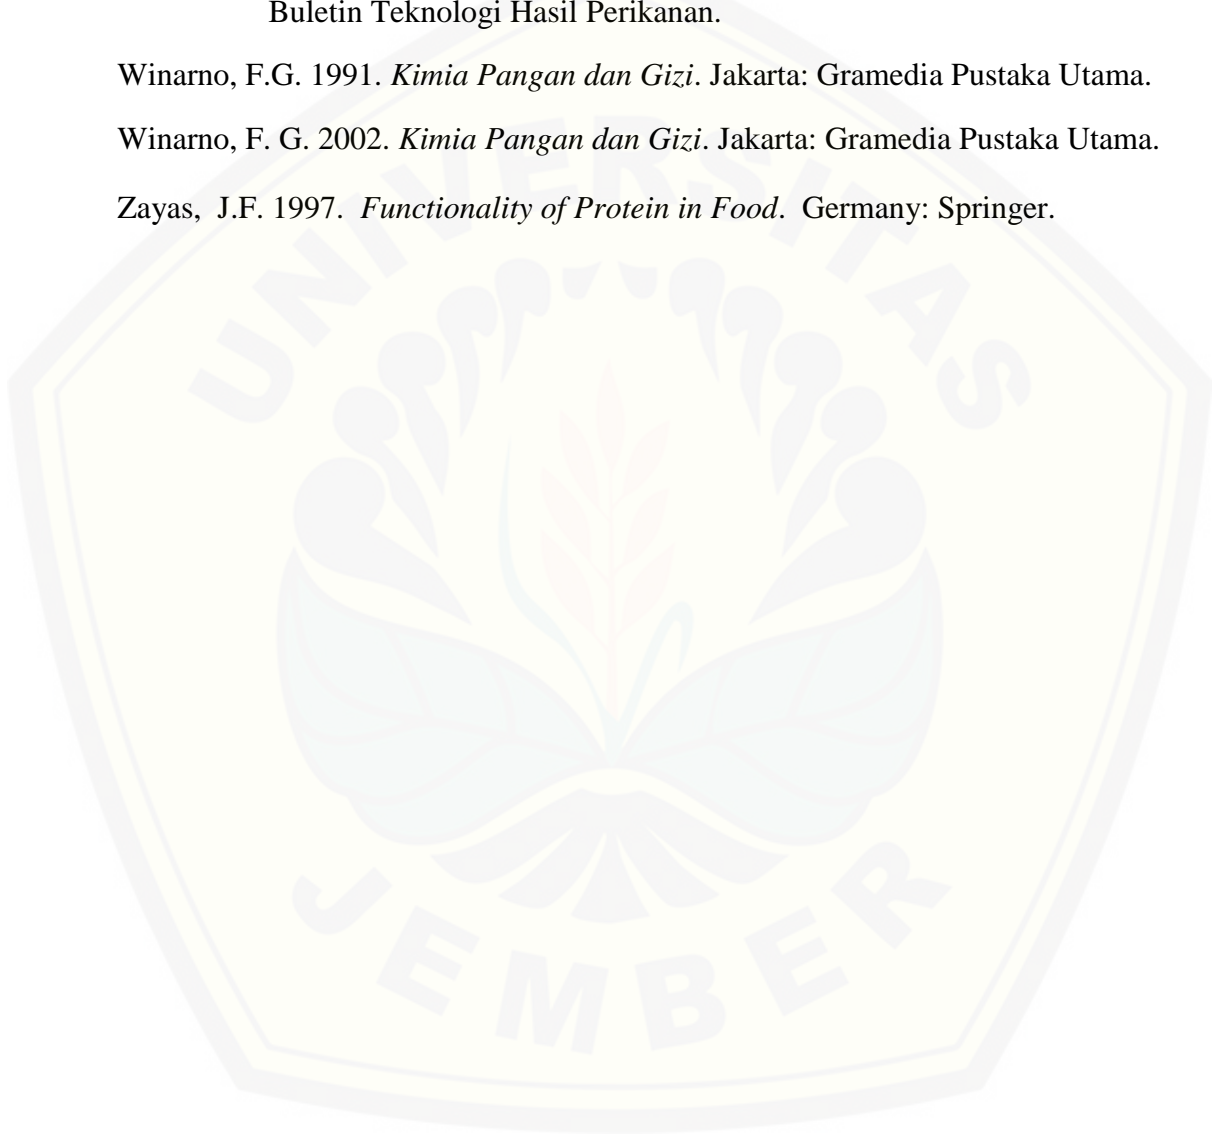 Buletin Teknologi Hasil Perikanan.
Winarno, F.G. 1991. Kimia Pangan dan Gizi. Jakarta: Gramedia Pustaka Utama.
Winarno, F. G. 2002. Kimia Pangan dan Gizi. Jakarta: Gramedia Pustaka Utama.
Zayas, J.F. 1997. Functionality of Protein in Food. Germany: Springer.
UNIVERSITAS
JEMBER